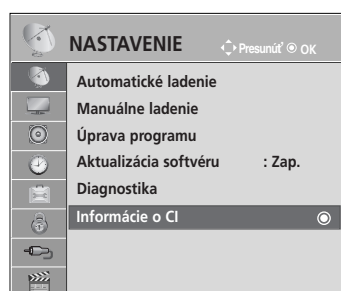 NASTAVENIE Presunúť OK
Automatické ladenie
Manuálne ladenie
Úprava programu
Aktualizácia softvéru : Zap.
Diagnostika
Informácie o CI